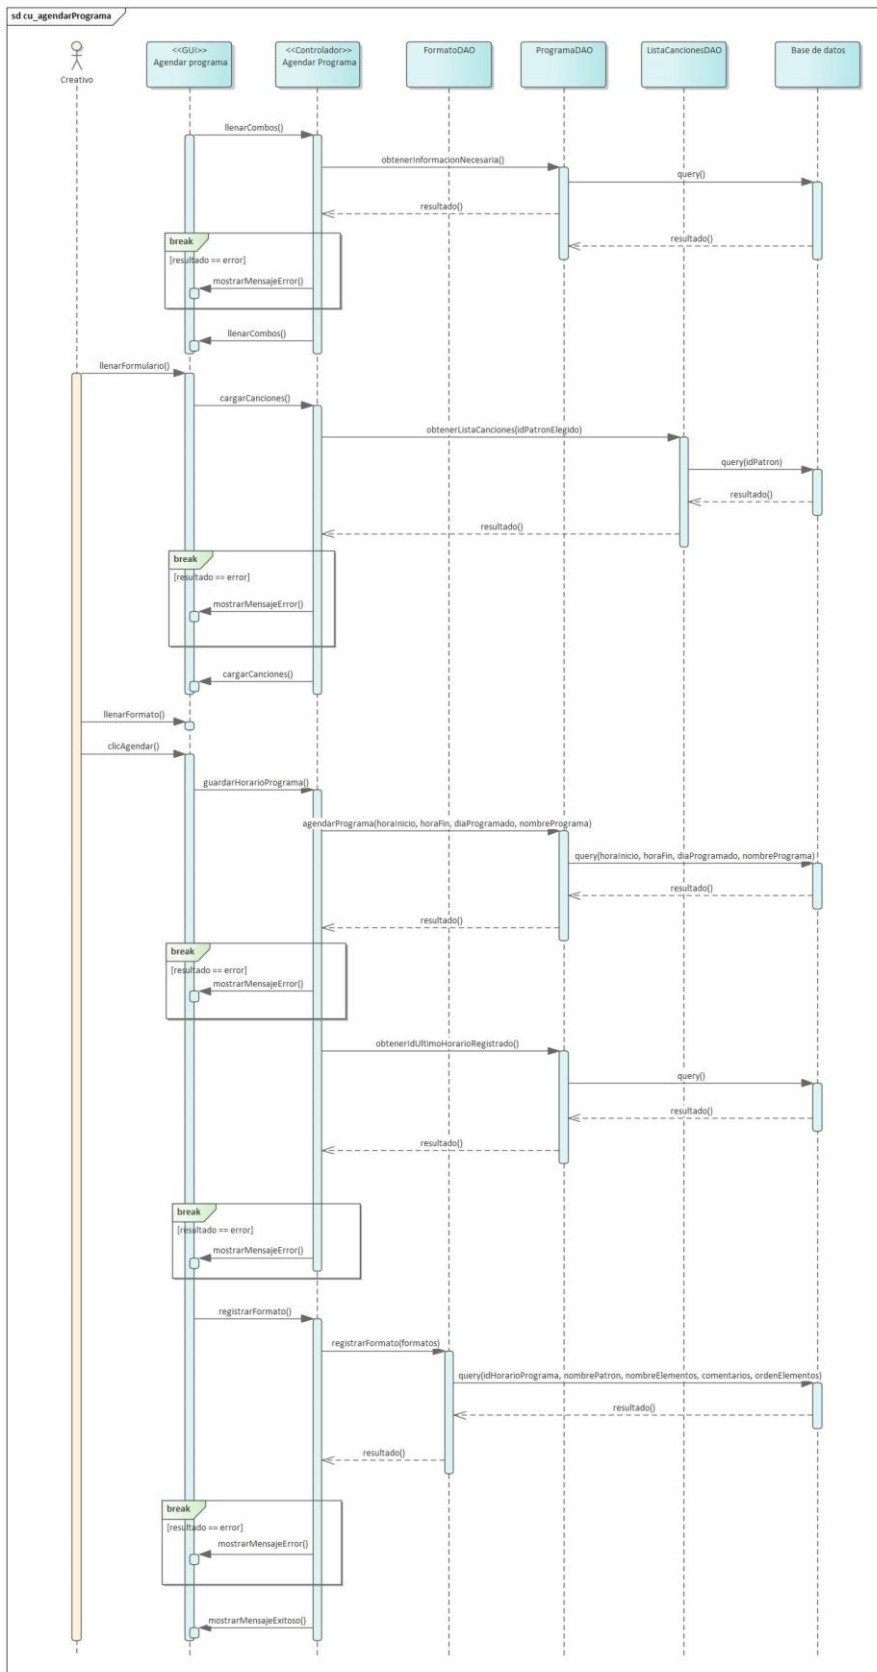 sd cu_agendarPrograma
Creativo
<<GUI>>
Agendar programa
<<Controlador>>
Agendar Programa
FormatoDAO
ProgramaDAO
ListaCancionesDAO
Base de datos
llenarCombos()
obtenerInformacionNecesaria()
query()
resultado()
break
resultado()
[resultado == error]
mostrarMensajeError()
llenarCombos()
llenarFormulario()
cargarCanciones()
obtenerListaCanciones(idPatronElegido)
query(idPatron)
resultado()
resultado()
break
[resultado == error]
mostrarMensajeError()
cargarCanciones()
llenarFormato()
clicAgendar()
guardarHorarioPrograma()
agendarPrograma(horaInicio, horaFin, diaProgramado, nombrePrograma)
query(horaInicio, horaFin, diaProgramado, nombrePrograma)
resultado()
resultado()
break
[resultado == error]
mostrarMensajeError()
obtenerIdUltimoHorarioRegistrado()
query()
resultado()
resultado()
break
[resultado == error]
mostrarMensajeError()
registrarFormato()
registrarFormato(formatos)
query(idHorarioPrograma, nombrePatron, nombreElementos, comentarios, ordenElementos)
resultado()
resultado()
break
[resultado == error]
mostrarMensajeError()
mostrarMensajeExitoso()